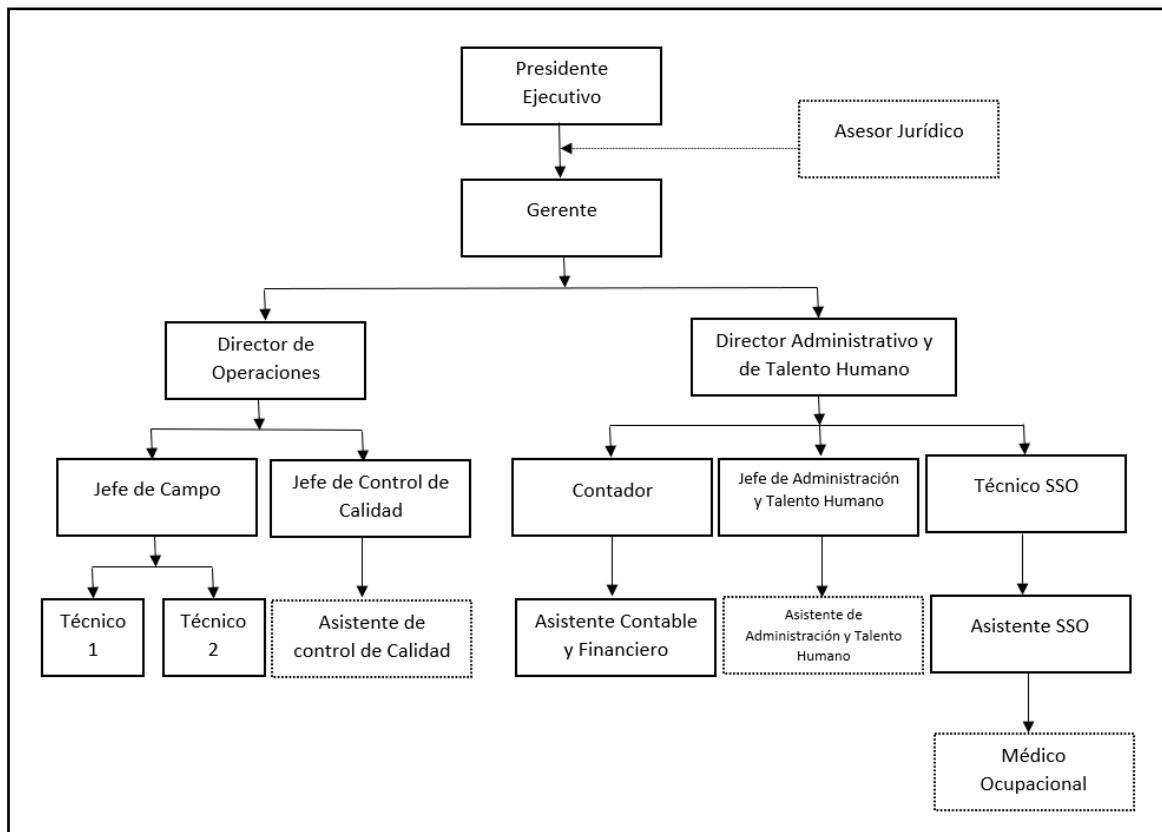 Presidente
Ejecutivo
Asesor Jurídico
Gerente
Director de
Operaciones
Director Administrativo y
de Talento Humano
Jefe de Campo
Jefe de Control de
Calidad
Contador
Jefe de Administración
y Talento Humano
Técnico SSO
Técnico
1
Técnico
2
Asistente de
control de Calidad
Asistente Contable
y Financiero
Asistente de
Administración y Talento
Humano
Asistente SSO
Médico
Ocupacional